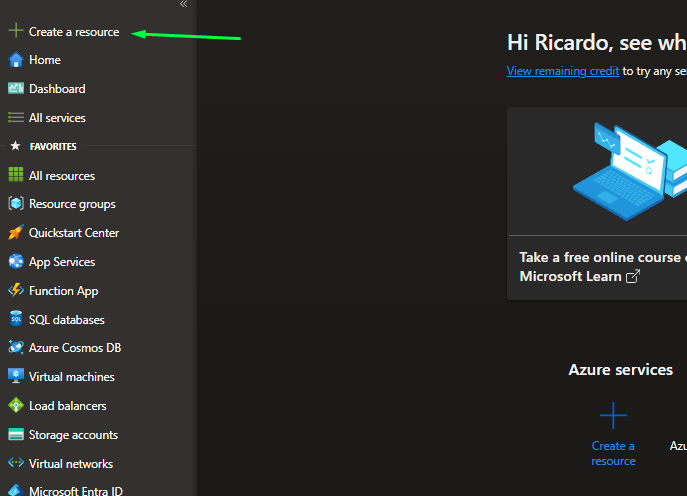 Create a resource
Home
Dashboard
All services
FAVORITES
All resources
Resource groups
Quickstart Center
App Services
Function App
SQL databases
Azure Cosmos DB
Virtual machines
Load balancers
Storage accounts
Virtual networks
Microsoft Entra ID
Hi Ricardo, see wh
View remaining credit to try any se
Take a free online course
Microsoft Learn
Azure services
Create a
resource
Azu